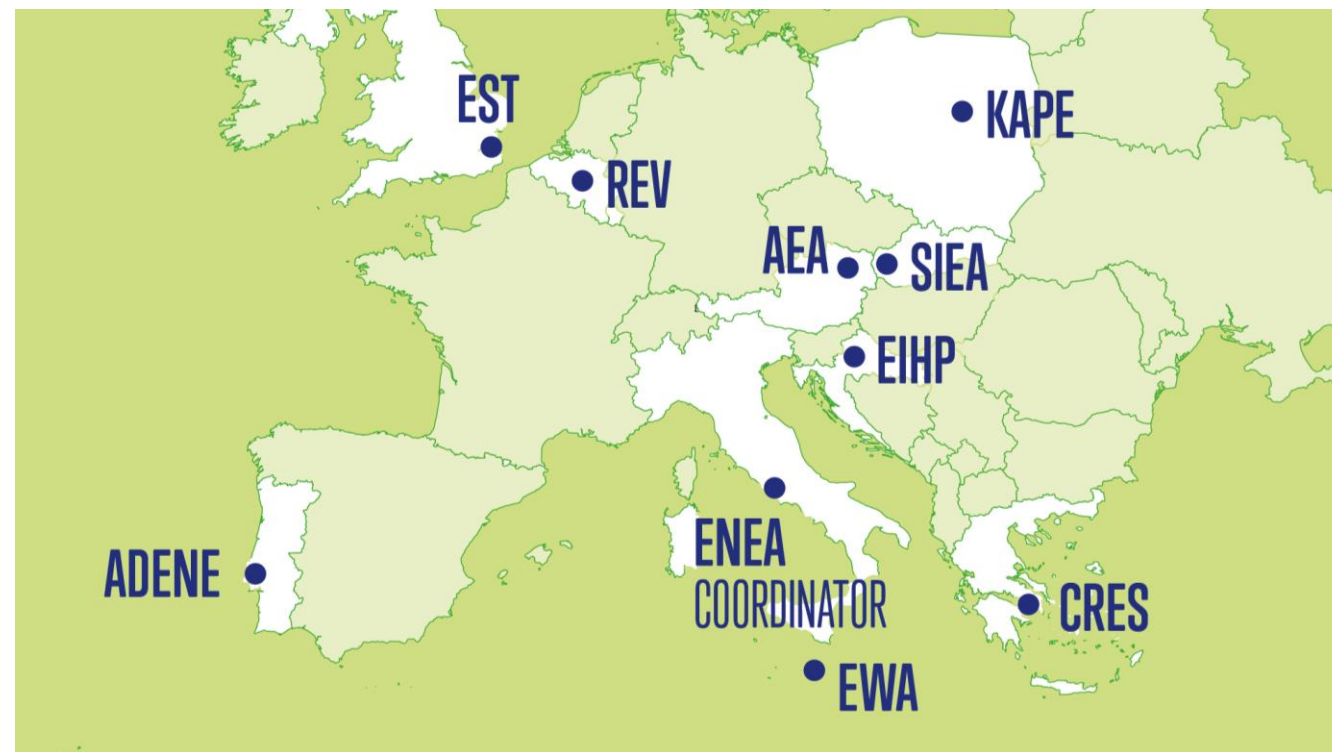 EST
KAPE
REV
AEA
SIEA
EIHP
ENEA
COORDINATOR
ADENE
CRES
EWA